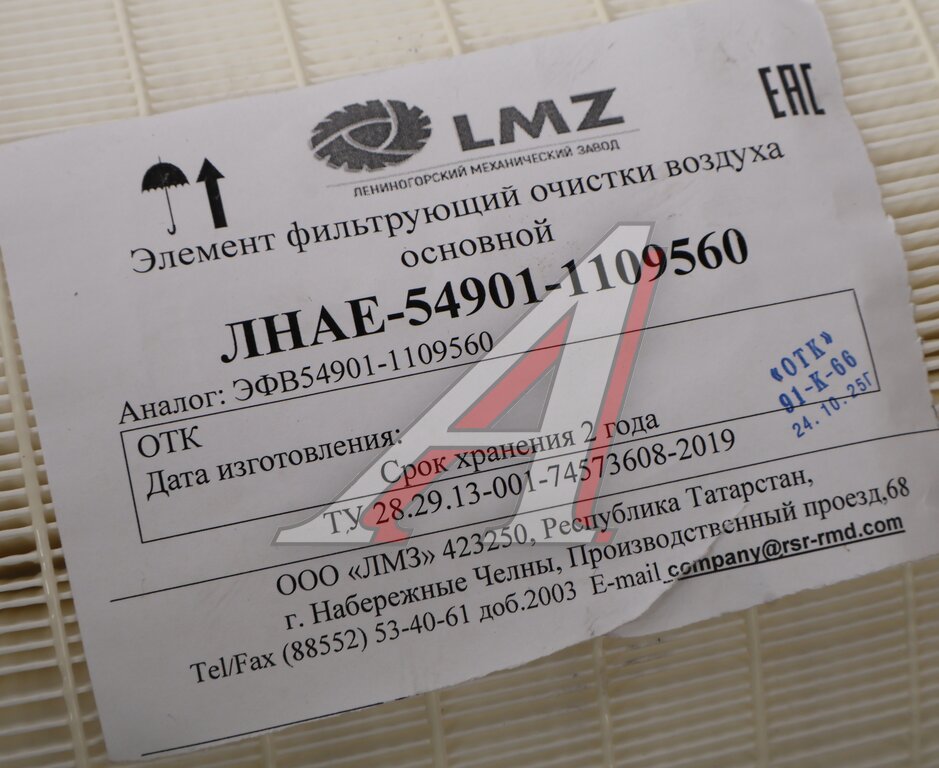 LMZ
EAC
ЛЕНИНОГОРСКИЙ МЕХАНИЧЕСКИЙ ЗАВОД
Элемент фильтрующий очистки воздуха
основной
ЛНАЕ-54901-1109560
Аналог: ЭФВ54901-1109560
ОТК
«ОТК»
91-К-66
24.10.25г
Дата изготовления:
Срок хранения 2 года
ТУ 28.29.13-001-74573608-2019
ООО «ЛМЗ» 423250, Республика Татарстан,
г. Набережные Челны, Производственный проезд,68
Tel/Fax (88552) 53-40-61 доб.2003 E-mail company@rsr-rmd.com